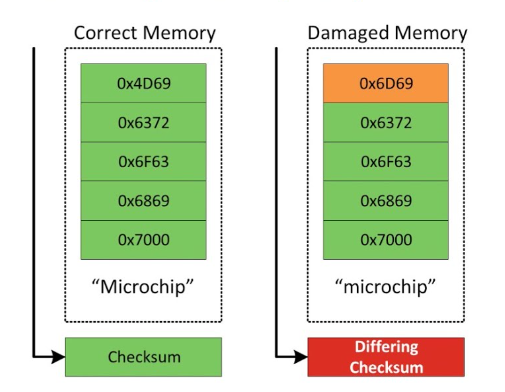 Correct Memory
0x4D69
0x6372
0x6F63
0x6869
0x7000
“Microchip”
Checksum
Damaged Memory
0x6D69
0x6372
0x6F63
0x6869
0x7000
“microchip”
Differing
Checksum